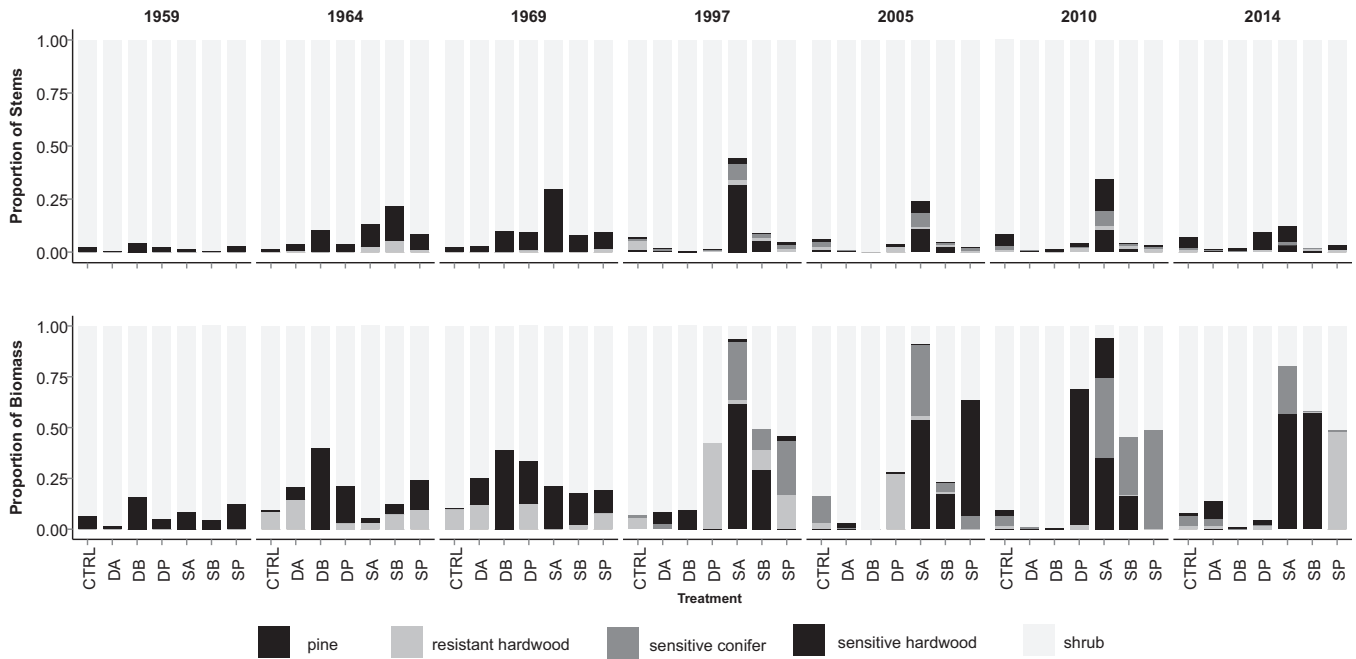 1959 1964 1969 1997 2005 2010 2014
Proportion of Stems
1.00
0.75
0.50
0.25
0.00
Proportion of Biomass
1.00
0.75
0.50
0.25
0.00
CTRL DA DB DP SA SB SP CTRL DA DB DP SA SB SP CTRL DA DB DP SA SB SP CTRL DA DB DP SA SB SP CTRL DA DB DP SA SB SP CTRL DA DB DP SA SB SP CTRL DA DB DP SA SB SP
Treatment
pine resistant hardwood sensitive conifer sensitive hardwood shrub